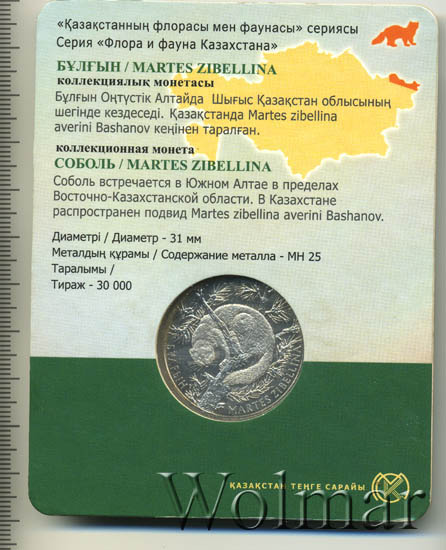 «Қазақстанның флорасы мен фаунасы» сериясы
Серия «Флора и фауна Казахстана»
БҰЛҒЫН / MARTES ZIBELLINA
коллекциялық монетасы
Бұлғын Оңтүстік Алтайда Шығыс Қазақстан облысының
шегінде кездеседі. Қазақстанда Martes zibellina
averini Bashanov кеңінен таралған.
коллекционная монета
СОБОЛЬ / MARTES ZIBELLINA
Соболь встречается в Южном Алтае в пределах
Восточно-Казахстанской области. В Казахстане
распространен подвид Martes zibellina averini Bashanov.
Диаметрі / Диаметр - 31 мм
Металдың құрамы / Содержание металла - МН 25
Таралымы /
Тираж - 30 000
MARTES ZIBELLINA
ҚАЗАҚСТАН ТЕҢГЕ САРАЙЫ
Wolmar